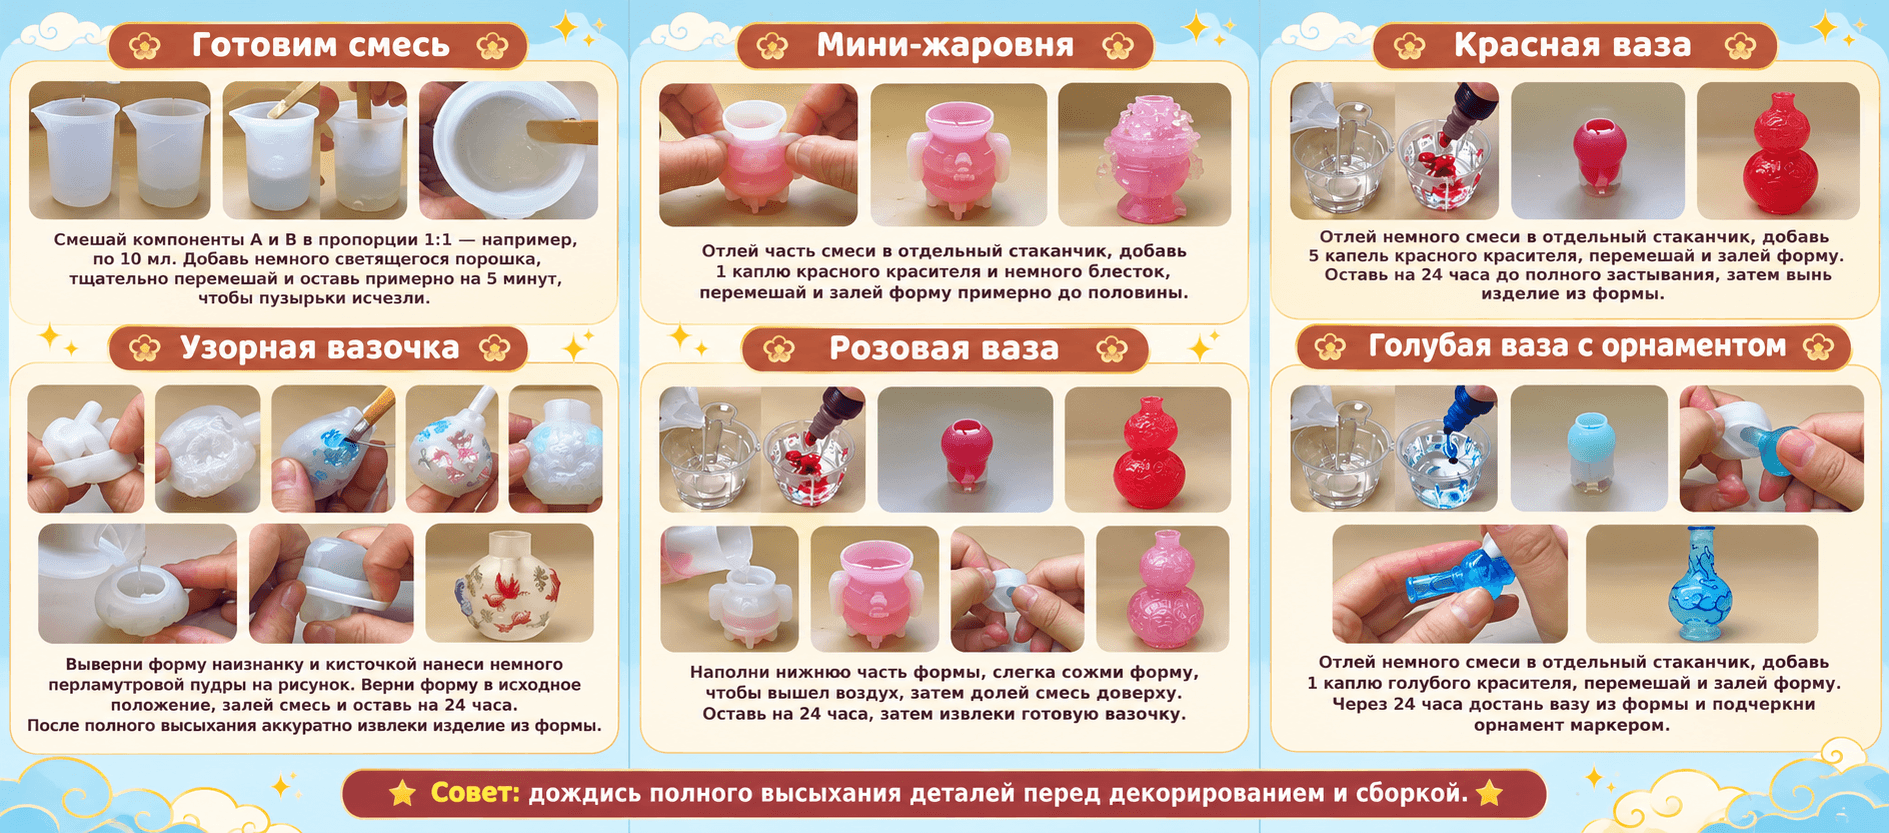 Готовим смесь
Смешай компоненты А и В в пропорции 1:1 — например,
по 10 мл. Добавь немного светящегося порошка,
тщательно перемешай и оставь примерно на 5 минут,
чтобы пузырьки исчезли.
Узорная вазочка
Выверни форму наизнанку и кисточкой нанеси немного
перламутровой пудры на рисунок. Верни форму в исходное
положение, залей смесь и оставь на 24 часа.
После полного высыхания аккуратно извлеки изделие из формы.
Мини-жаровня
Отлей часть смеси в отдельный стаканчик, добавь
1 каплю красного красителя и немного блесток,
перемешай и залей форму примерно до половины.
Розовая ваза
Наполни нижнюю часть формы, слегка сожми форму,
чтобы вышел воздух, затем долей смесь доверху.
Оставь на 24 часа, затем извлеки готовую вазочку.
Красная ваза
Отлей немного смеси в отдельный стаканчик, добавь
5 капель красного красителя, перемешай и залей форму.
Оставь на 24 часа до полного застывания, затем вынь
изделие из формы.
Голубая ваза с орнаментом
Отлей немного смеси в отдельный стаканчик, добавь
1 каплю голубого красителя, перемешай и залей форму.
Через 24 часа достань вазу из формы и подчеркни
орнамент маркером.
Совет: дождись полного высыхания деталей перед декорированием и сборкой.